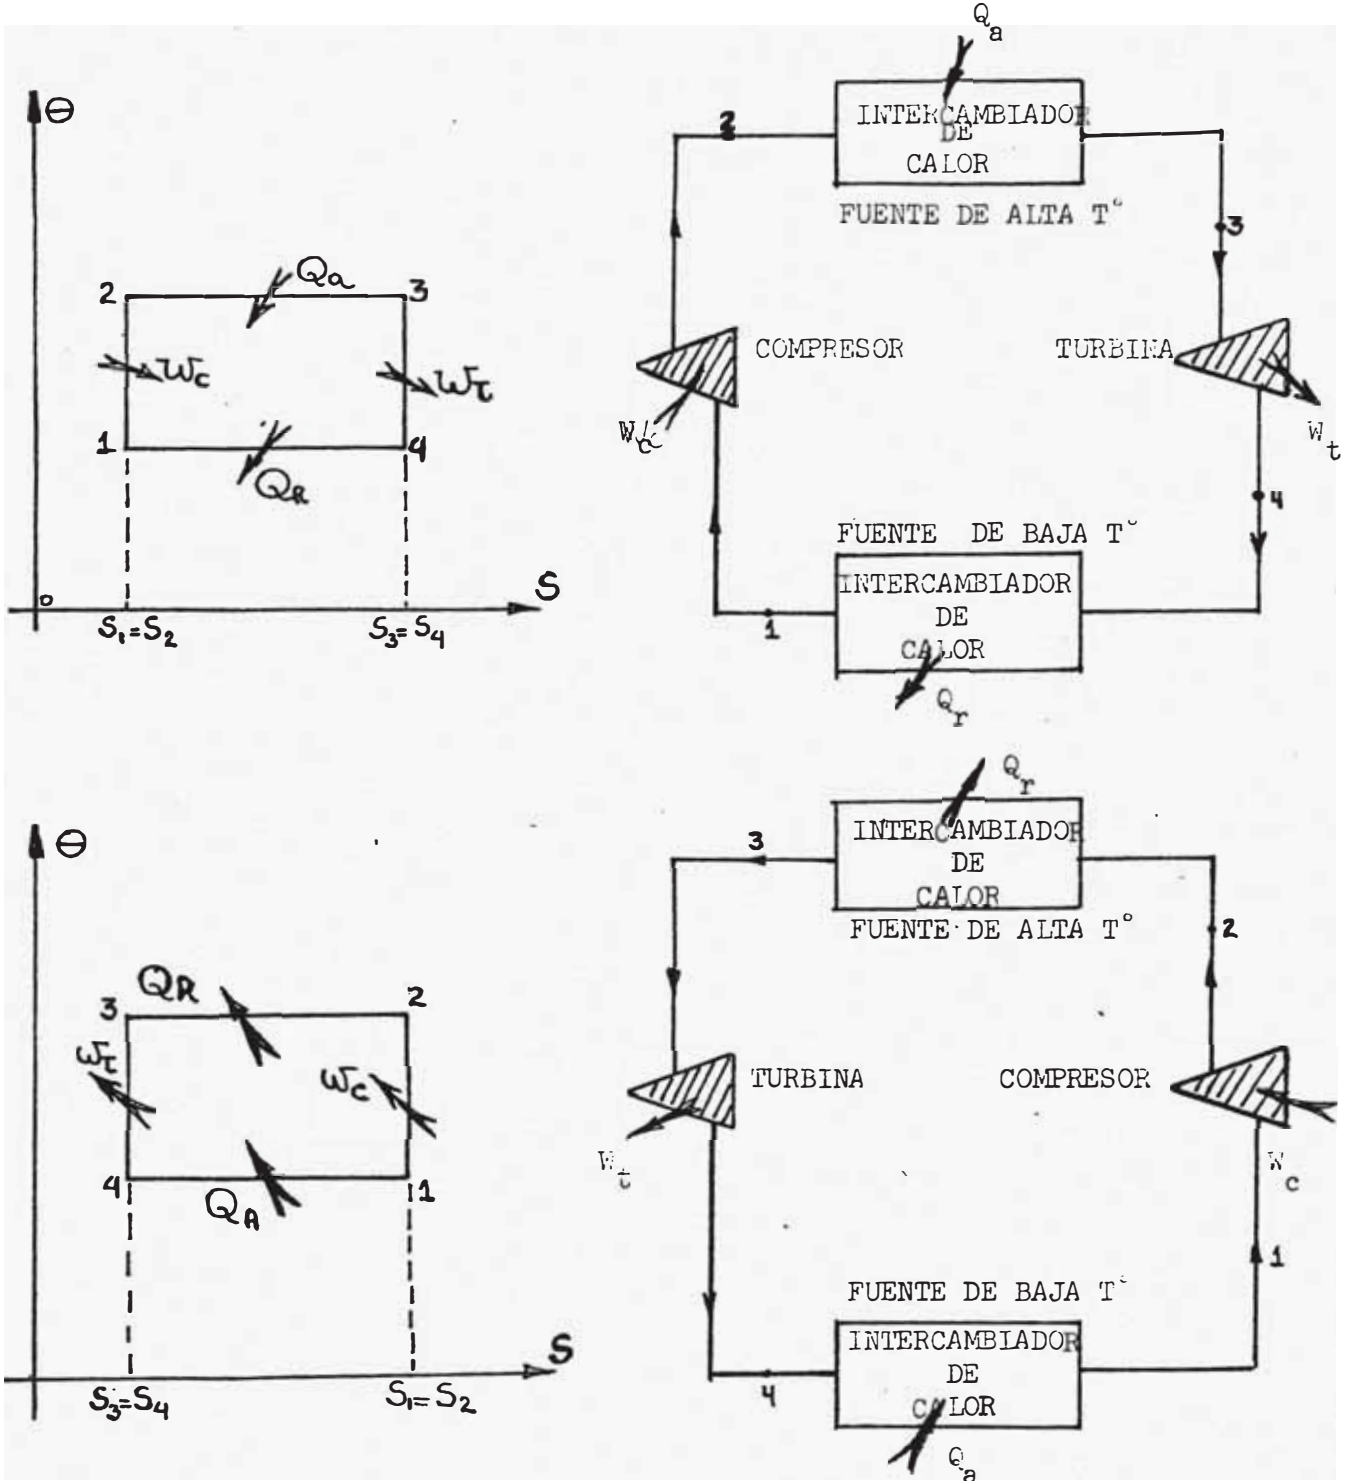 Θ
2
Qa
3
Wc
Wt
1
4
QR
o
S
S₁=S₂
S₃=S₄
Qa
2
INTERCAMBIADOR
DE
CALOR
FUENTE DE ALTA T°
3
COMPRESOR
TURBINA
Wc
Wt
4
FUENTE DE BAJA T°
INTERCAMBIADOR
DE
CALOR
1
Qr
Θ
QR
3
2
Wt
Wc
4
1
QA
S
S₃=S₄
S₁=S₂
Qr
3
INTERCAMBIADOR
DE
CALOR
FUENTE DE ALTA T°
2
TURBINA
COMPRESOR
Wt
Wc
1
FUENTE DE BAJA T°
INTERCAMBIADOR
DE
CALOR
4
Qa